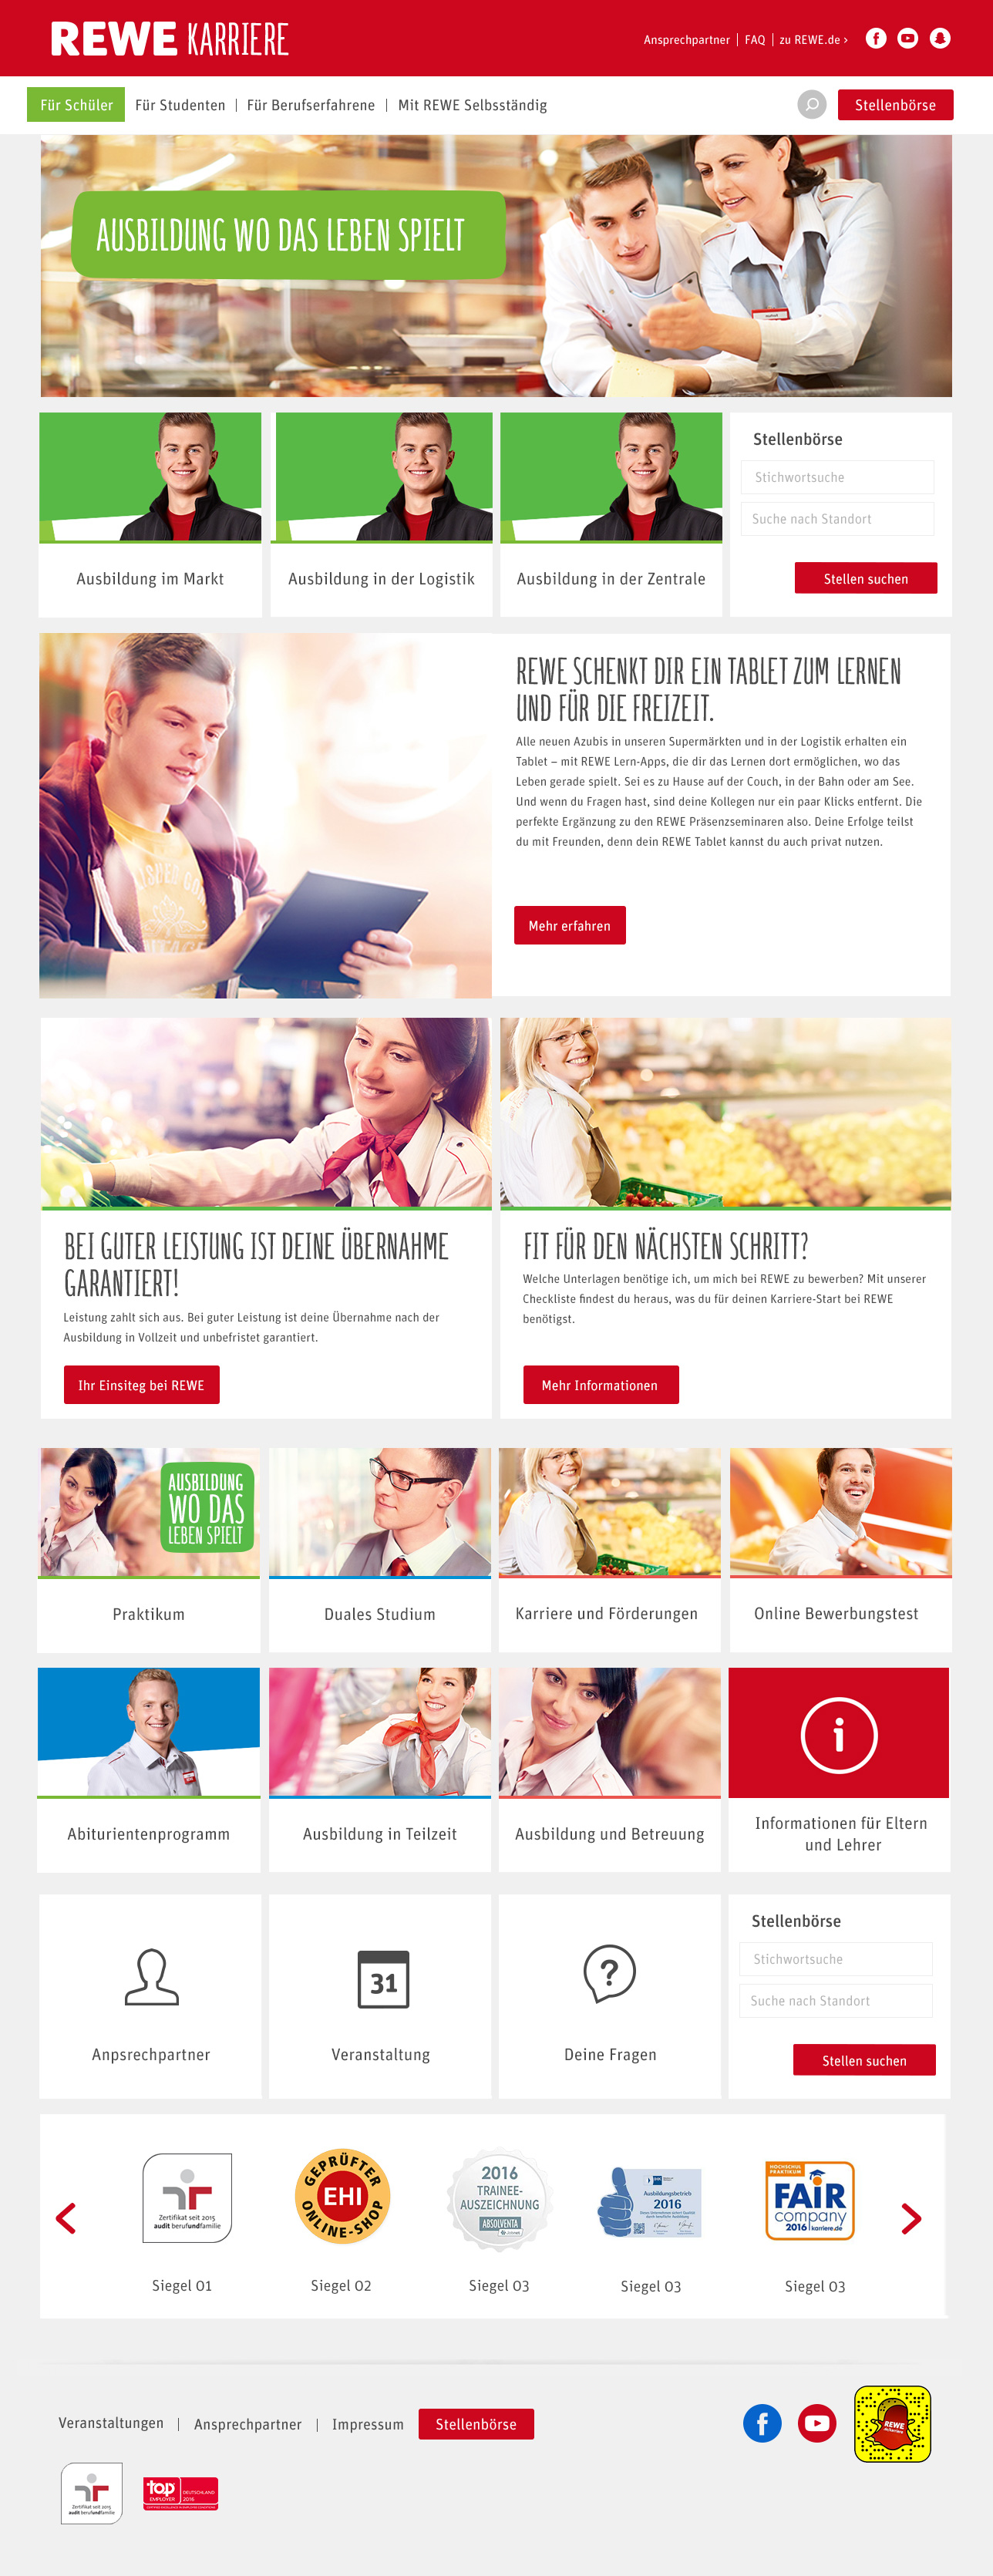 REWE KARRIERE
Ansprechpartner | FAQ | zu REWE.de ›
Für Schüler Für Studenten | Für Berufserfahrene | Mit REWE Selbsständig
Stellenbörse
AUSBILDUNG WO DAS LEBEN SPIELT
Ausbildung im Markt
Ausbildung in der Logistik
Ausbildung in der Zentrale
Stellenbörse
Stichwortsuche
Suche nach Standort
Stellen suchen
REWE SCHENKT DIR EIN TABLET ZUM LERNEN
UND FÜR DIE FREIZEIT.
Alle neuen Azubis in unseren Supermärkten und in der Logistik erhalten ein
Tablet – mit REWE Lern-Apps, die dir das Lernen dort ermöglichen, wo das
Leben gerade spielt. Sei es zu Hause auf der Couch, in der Bahn oder am See.
Und wenn du Fragen hast, sind deine Kollegen nur ein paar Klicks entfernt. Die
perfekte Ergänzung zu den REWE Präsenzseminaren also. Deine Erfolge teilst
du mit Freunden, denn dein REWE Tablet kannst du auch privat nutzen.
Mehr erfahren
BEI GUTER LEISTUNG IST DEINE ÜBERNAHME
GARANTIERT!
Leistung zahlt sich aus. Bei guter Leistung ist deine Übernahme nach der
Ausbildung in Vollzeit und unbefristet garantiert.
Ihr Einsiteg bei REWE
FIT FÜR DEN NÄCHSTEN SCHRITT?
Welche Unterlagen benötige ich, um mich bei REWE zu bewerben? Mit unserer
Checkliste findest du heraus, was du für deinen Karriere-Start bei REWE
benötigst.
Mehr Informationen
AUSBILDUNG
WO DAS
LEBEN SPIELT
Praktikum
Duales Studium
Karriere und Förderungen
Online Bewerbungstest
Abiturientenprogramm
Ausbildung in Teilzeit
Ausbildung und Betreuung
i
Informationen für Eltern
und Lehrer
Anpsrechpartner
31
Veranstaltung
?
Deine Fragen
Stellenbörse
Stichwortsuche
Suche nach Standort
Stellen suchen
Zertifikat seit 2015
audit berufundfamilie
Siegel 01
GEPRÜFTER
EHI
ONLINE-SHOP
Siegel 02
2016
TRAINEE-
AUSZEICHNUNG
ABSOLVENTA
Siegel 03
Ausbildungsbetrieb
2016
Siegel 03
HOCHSCHUL
PRAKTIKUM
FAIR
company
2016 | karriere.de
Siegel 03
Veranstaltungen | Ansprechpartner | Impressum
Stellenbörse
REWE
Zertifikat seit 2015
audit berufundfamilie
top
EMPLOYER
DEUTSCHLAND
2016